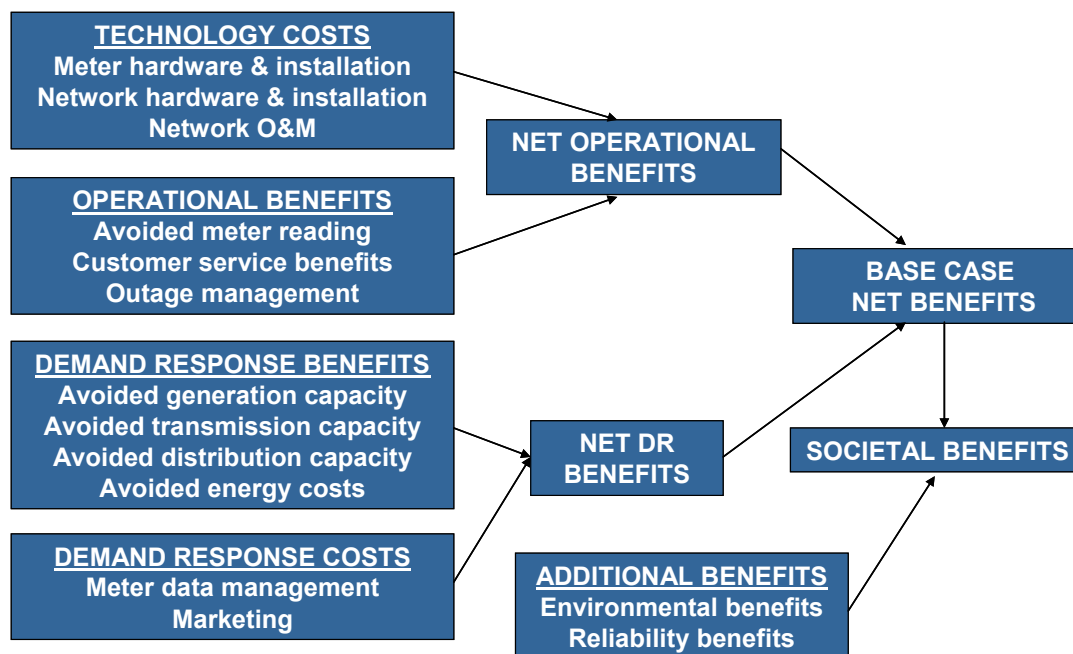 TECHNOLOGY COSTS
Meter hardware & installation
Network hardware & installation
Network O&M
OPERATIONAL BENEFITS
Avoided meter reading
Customer service benefits
Outage management
DEMAND RESPONSE BENEFITS
Avoided generation capacity
Avoided transmission capacity
Avoided distribution capacity
Avoided energy costs
DEMAND RESPONSE COSTS
Meter data management
Marketing
NET OPERATIONAL
BENEFITS
NET DR
BENEFITS
BASE CASE
NET BENEFITS
SOCIETAL BENEFITS
ADDITIONAL BENEFITS
Environmental benefits
Reliability benefits